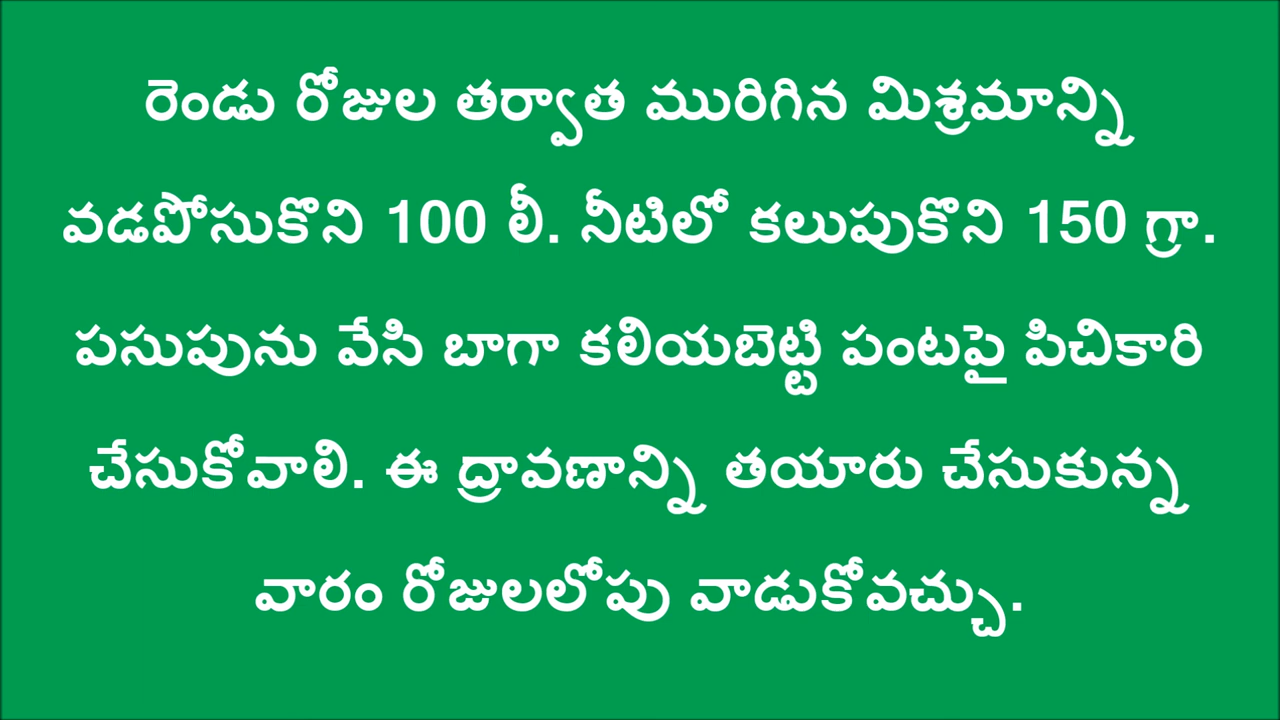 రెండు రోజుల తర్వాత మురిగిన మిశ్రమాన్ని
వడపోసుకొని 100 లీ. నీటిలో కలుపుకొని 150 గ్రా.
పసుపును వేసి బాగా కలియబెట్టి పంటపై పిచికారి
చేసుకోవాలి. ఈ ద్రావణాన్ని తయారు చేసుకున్న
వారం రోజులలోపు వాడుకోవచ్చు.